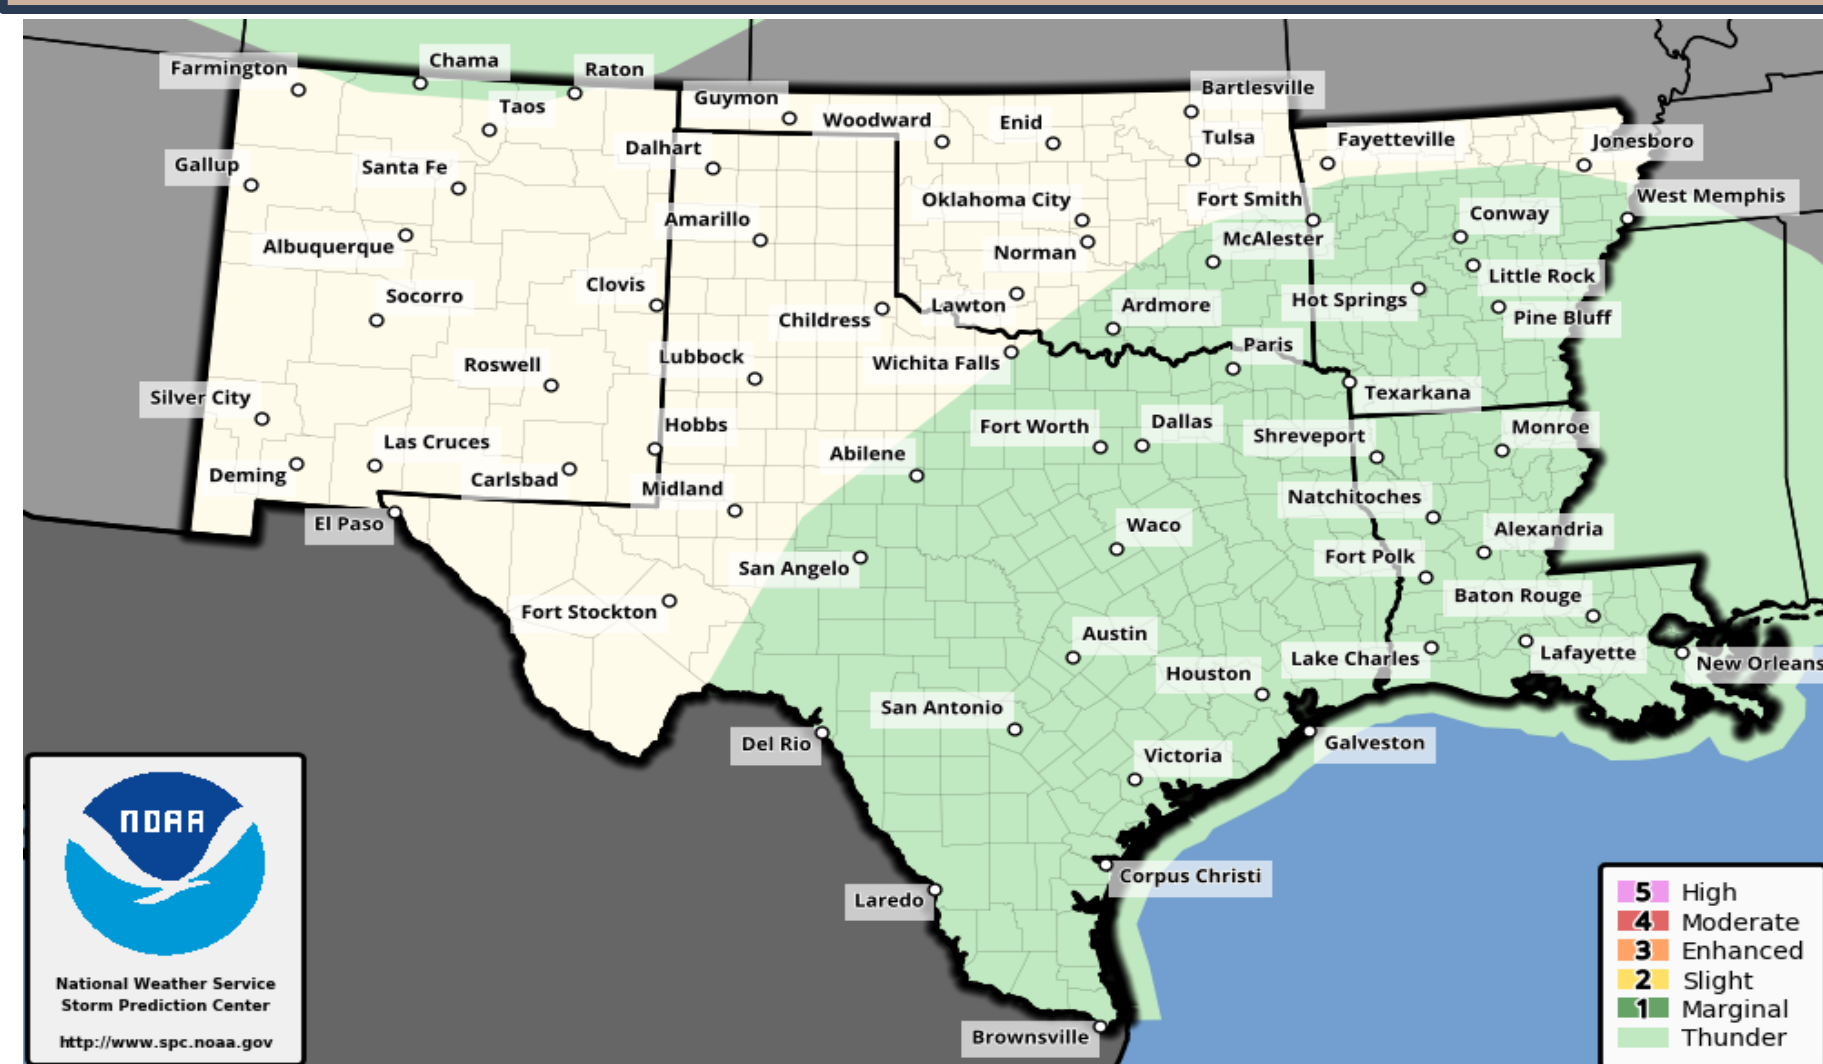 Farmington
Chama
Raton
Taos
Guymon
Woodward
Enid
Bartlesville
Tulsa
Fayetteville
Jonesboro
Gallup
Santa Fe
Dalhart
Oklahoma City
Fort Smith
Conway
West Memphis
Albuquerque
Amarillo
Norman
McAlester
Little Rock
Socorro
Clovis
Childress
Lawton
Ardmore
Hot Springs
Pine Bluff
Silver City
Roswell
Lubbock
Wichita Falls
Paris
Texarkana
Las Cruces
Hobbs
Abilene
Fort Worth
Dallas
Shreveport
Monroe
Deming
Carlsbad
Midland
Natchitoches
El Paso
Waco
Alexandria
San Angelo
Fort Polk
Fort Stockton
Baton Rouge
Austin
Lake Charles
Lafayette
New Orleans
Houston
San Antonio
Del Rio
Galveston
Victoria
Corpus Christi
Laredo
Brownsville
NOAA
National Weather Service
Storm Prediction Center
http://www.spc.noaa.gov
5 High
4 Moderate
3 Enhanced
2 Slight
1 Marginal
Thunder